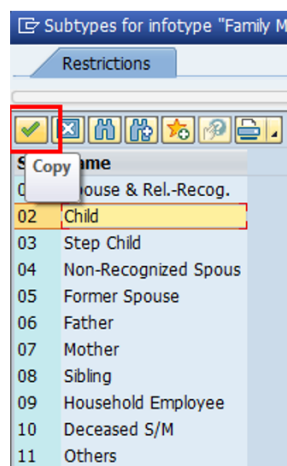 Subtypes for infotype "Family M
Restrictions
Copy
S ame
0 pouse & Rel.-Recog.
02 Child
03 Step Child
04 Non-Recognized Spous
05 Former Spouse
06 Father
07 Mother
08 Sibling
09 Household Employee
10 Deceased S/M
11 Others